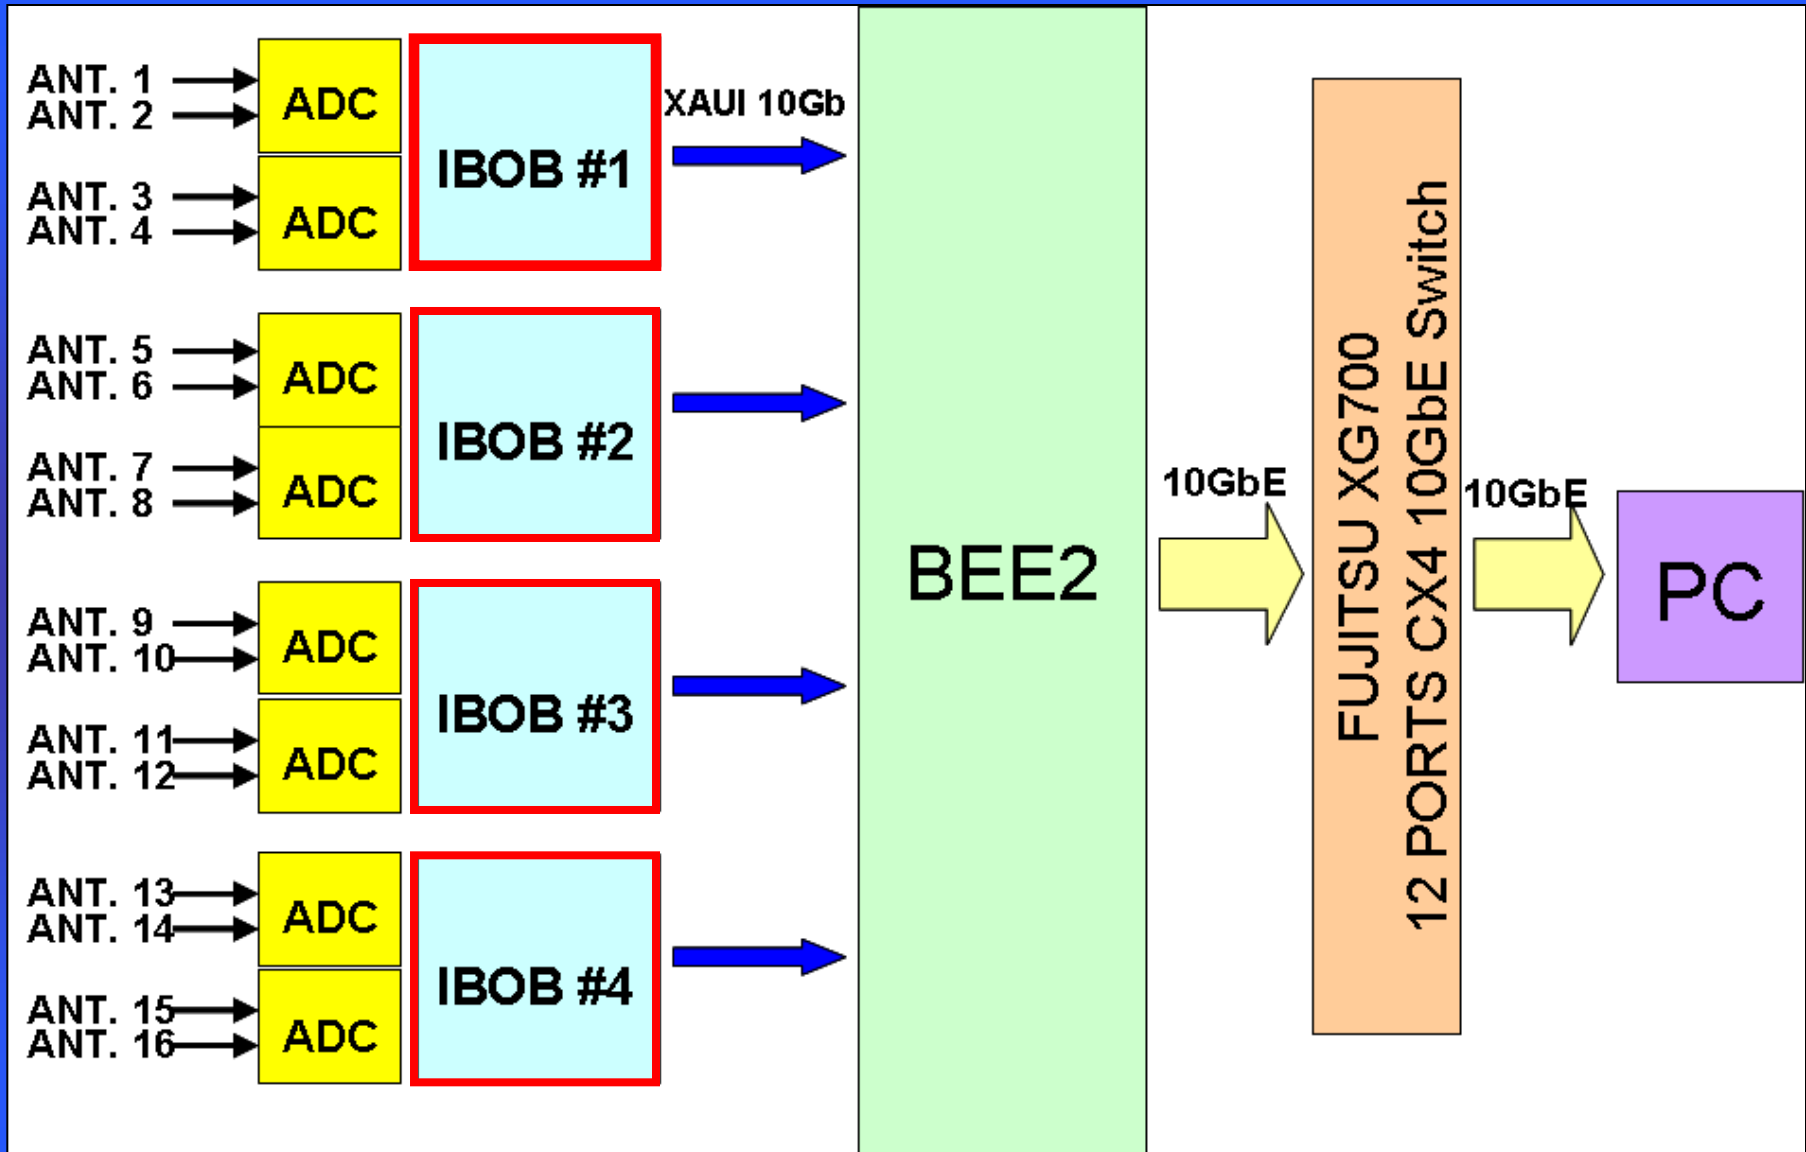 ANT. 1
ANT. 2
ADC
ANT. 3
ANT. 4
ADC
IBOB #1
XAUI 10Gb
ANT. 5
ANT. 6
ADC
ANT. 7
ANT. 8
ADC
IBOB #2
ANT. 9
ANT. 10
ADC
ANT. 11
ANT. 12
ADC
IBOB #3
ANT. 13
ANT. 14
ADC
ANT. 15
ANT. 16
ADC
IBOB #4
BEE2
10GbE
FUJITSU XG700
12 PORTS CX4 10GbE Switch
10GbE
PC